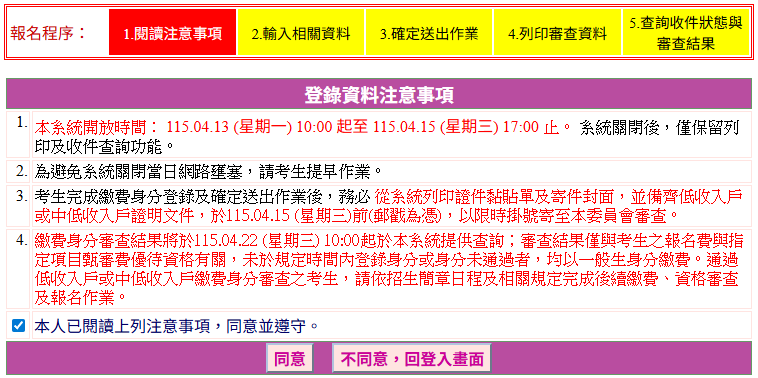 報名程序：
1.閱讀注意事項
2.輸入相關資料
3.確定送出作業
4.列印審查資料
5.查詢收件狀態與
審查結果
登錄資料注意事項
1. 本系統開放時間： 115.04.13 (星期一) 10:00 起至 115.04.15 (星期三) 17:00 止。 系統關閉後，僅保留列
印及收件查詢功能。
2. 為避免系統關閉當日網路壅塞，請考生提早作業。
3. 考生完成繳費身分登錄及確定送出作業後，務必 從系統列印證件黏貼單及寄件封面，並備齊低收入戶
或中低收入戶證明文件，於115.04.15 (星期三)前(郵戳為憑)，以限時掛號寄至本委員會審查。
4. 繳費身分審查結果將於115.04.22 (星期三) 10:00起於本系統提供查詢；審查結果僅與考生之報名費與指
定項目甄審費優待資格有關，未於規定時間內登錄身分或身分未通過者，均以一般生身分繳費。通過
低收入戶或中低收入戶繳費身分審查之考生，請依招生簡章日程及相關規定完成後續繳費、資格審查
及報名作業。
本人已閱讀上列注意事項，同意並遵守。
同意
不同意，回登入畫面